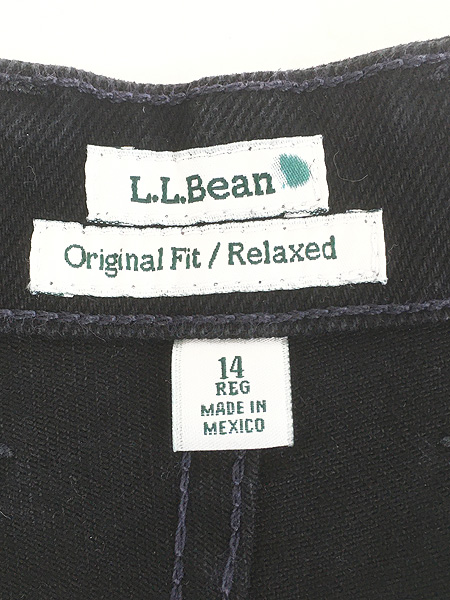 L.L.Bean
Original Fit / Relaxed
14
REG
MADE IN
MEXICO